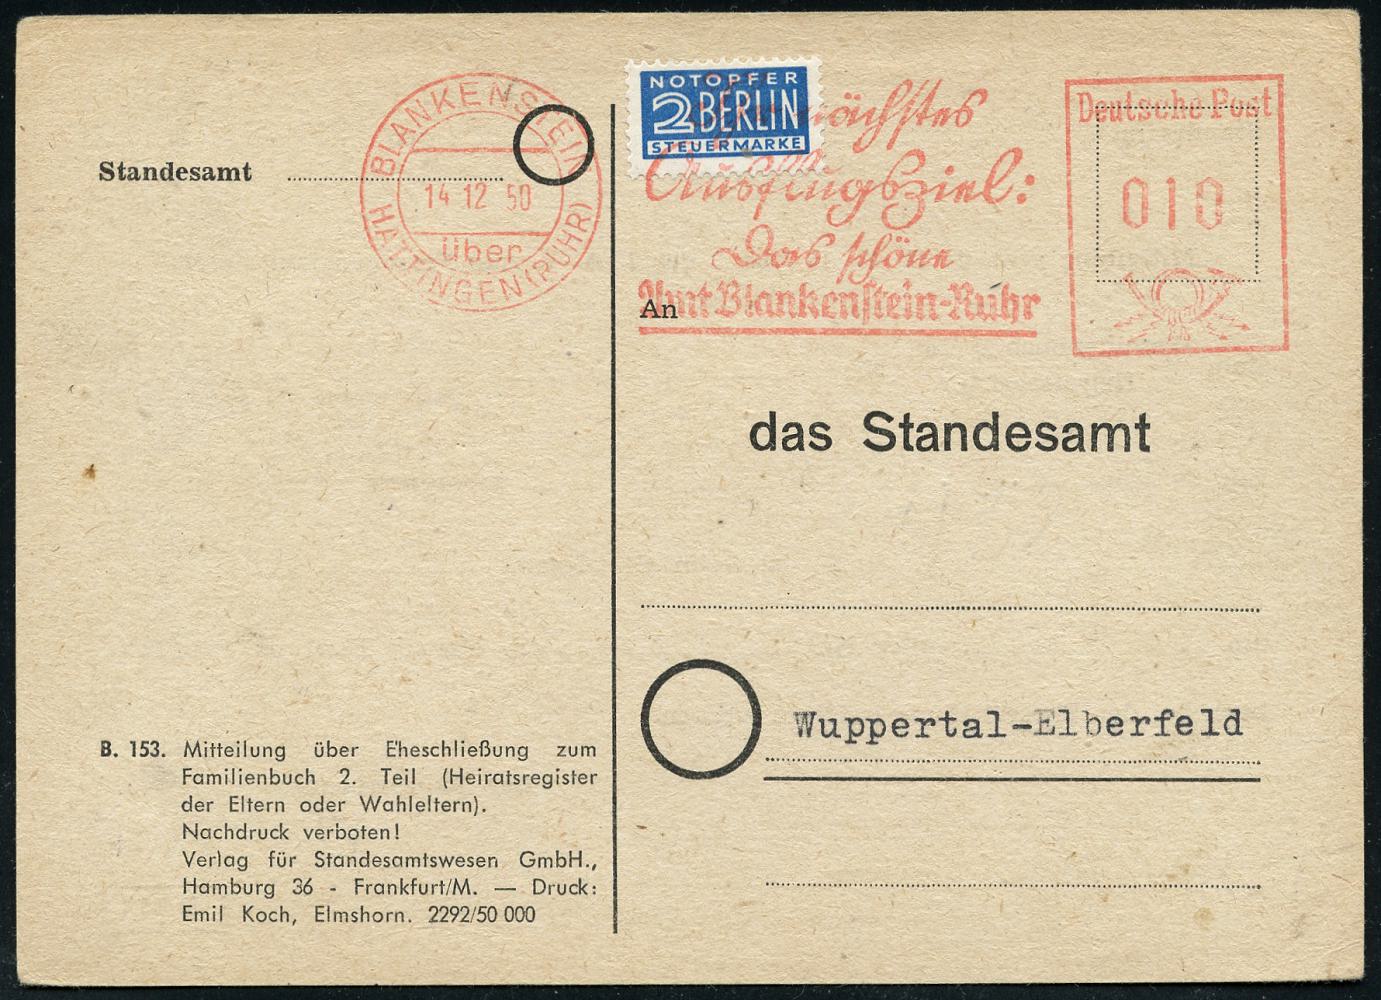 NOTOPFER
2 BERLIN
STEUERMARKE
nächstes
Ausflugsziel:
Das schöne
Amt Blankenstein-Ruhr
Deutsche Post
010
BLANKENSTEIN
14 12 50
über
HATTINGEN (RUHR)
Standesamt
An
das Standesamt
Wuppertal-Elberfeld
B. 153. Mitteilung über Eheschließung zum
Familienbuch 2. Teil (Heiratsregister
der Eltern oder Wahleltern).
Nachdruck verboten!
Verlag für Standesamtswesen GmbH.,
Hamburg 36 - Frankfurt/M. — Druck:
Emil Koch, Elmshorn. 2292/50 000